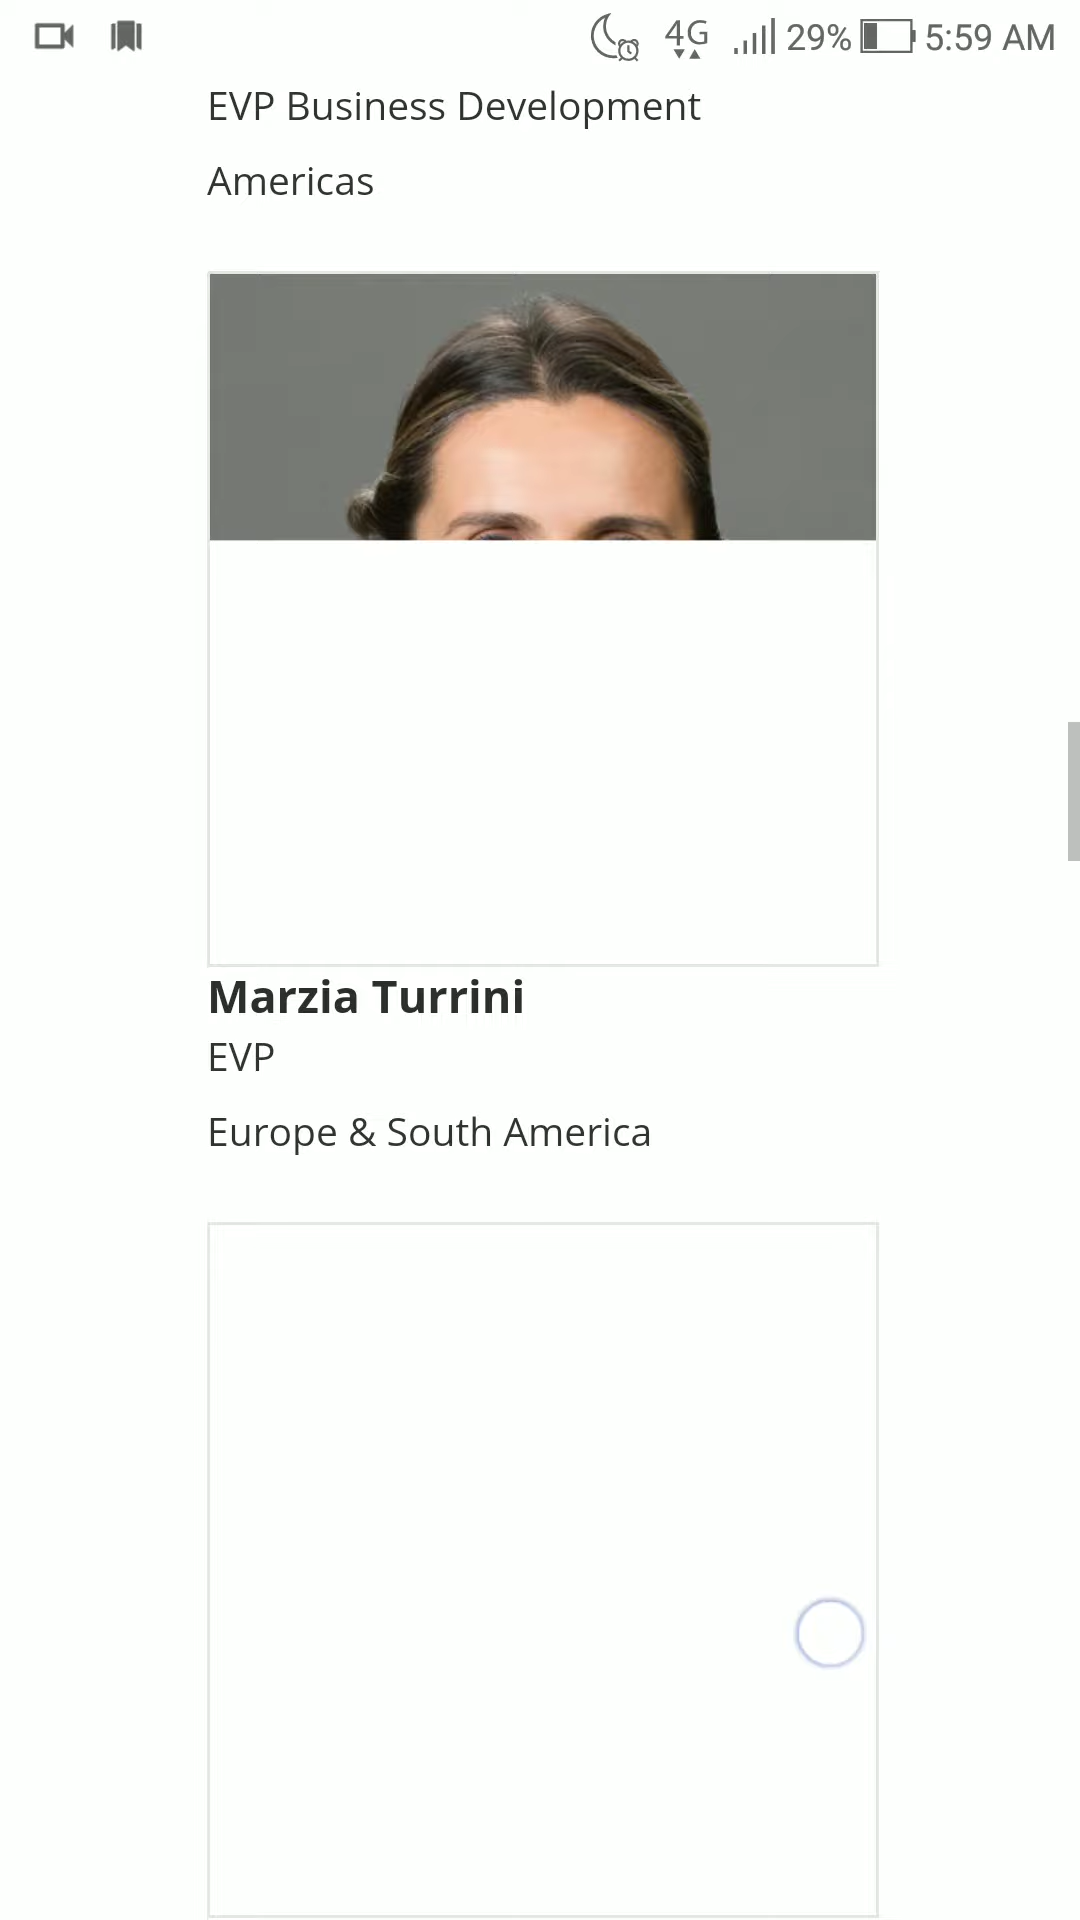 4G 29% 5:59 AM
EVP Business Development
Americas
Marzia Turrini
EVP
Europe & South America